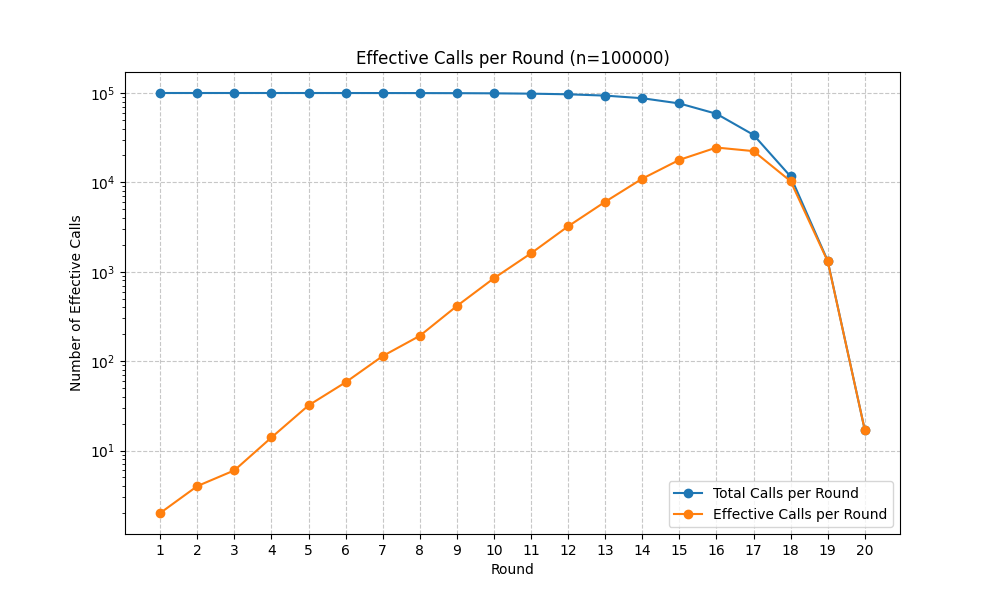 Effective Calls per Round (n=100000)
Number of Effective Calls
10⁵
10⁴
10³
10²
10¹
Total Calls per Round
Effective Calls per Round
1 2 3 4 5 6 7 8 9 10 11 12 13 14 15 16 17 18 19 20
Round